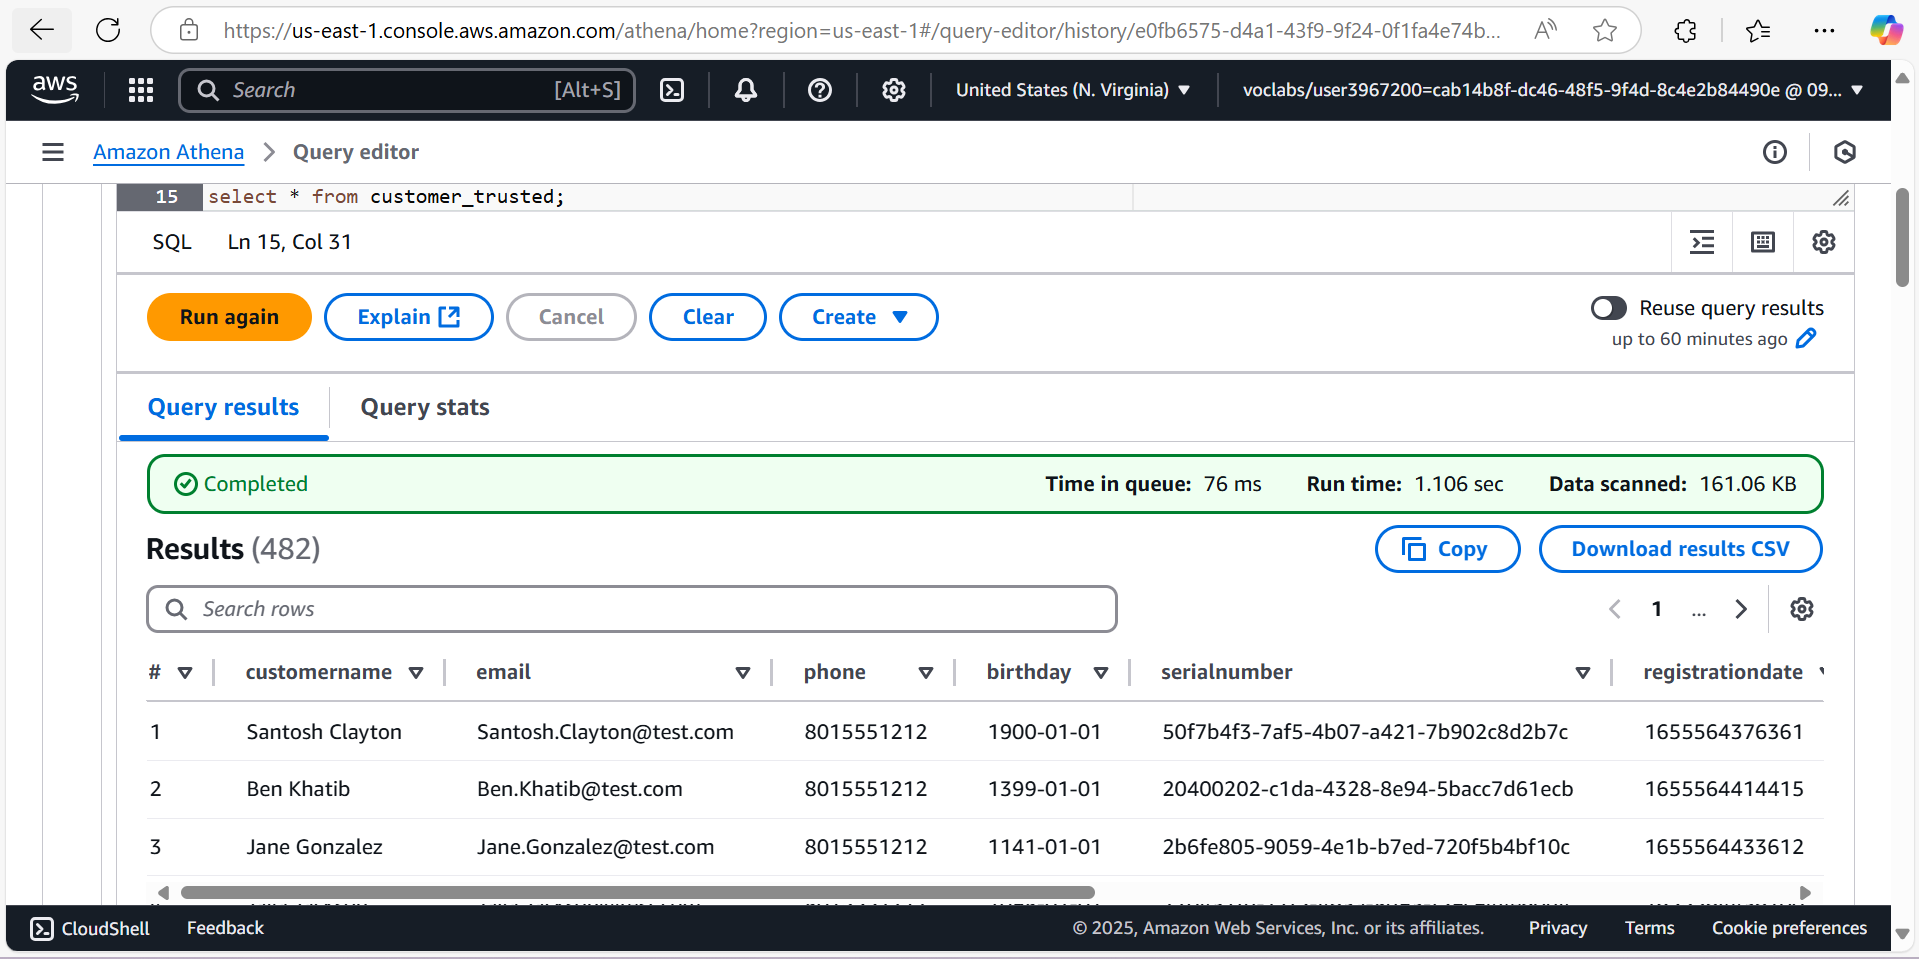 https://us-east-1.console.aws.amazon.com/athena/home?region=us-east-1#/query-editor/history/e0fb6575-d4a1-43f9-9f24-0f1fa4e74b...
aws
Search [Alt+S]
United States (N. Virginia)
voclabs/user3967200=cab14b8f-dc46-48f5-9f4d-8c4e2b84490e @ 09...
Amazon Athena > Query editor
15 select * from customer_trusted;
SQL Ln 15, Col 31
Run again
Explain
Cancel
Clear
Create
Reuse query results
up to 60 minutes ago
Query results
Query stats
Completed
Time in queue: 76 ms
Run time: 1.106 sec
Data scanned: 161.06 KB
Results (482)
Copy
Download results CSV
Search rows
1 ...
# customername email phone birthday serialnumber registrationdate
1 Santosh Clayton Santosh.Clayton@test.com 8015551212 1900-01-01 50f7b4f3-7af5-4b07-a421-7b902c8d2b7c 1655564376361
2 Ben Khatib Ben.Khatib@test.com 8015551212 1399-01-01 20400202-c1da-4328-8e94-5bacc7d61ecb 1655564414415
3 Jane Gonzalez Jane.Gonzalez@test.com 8015551212 1141-01-01 2b6fe805-9059-4e1b-b7ed-720f5b4bf10c 1655564433612
CloudShell
Feedback
© 2025, Amazon Web Services, Inc. or its affiliates.
Privacy
Terms
Cookie preferences